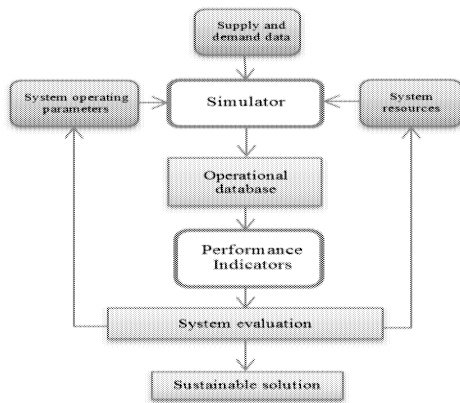 Supply and
demand data
System operating
parameters
Simulator
System
resources
Operational
database
Performance
Indicators
System evaluation
Sustainable solution